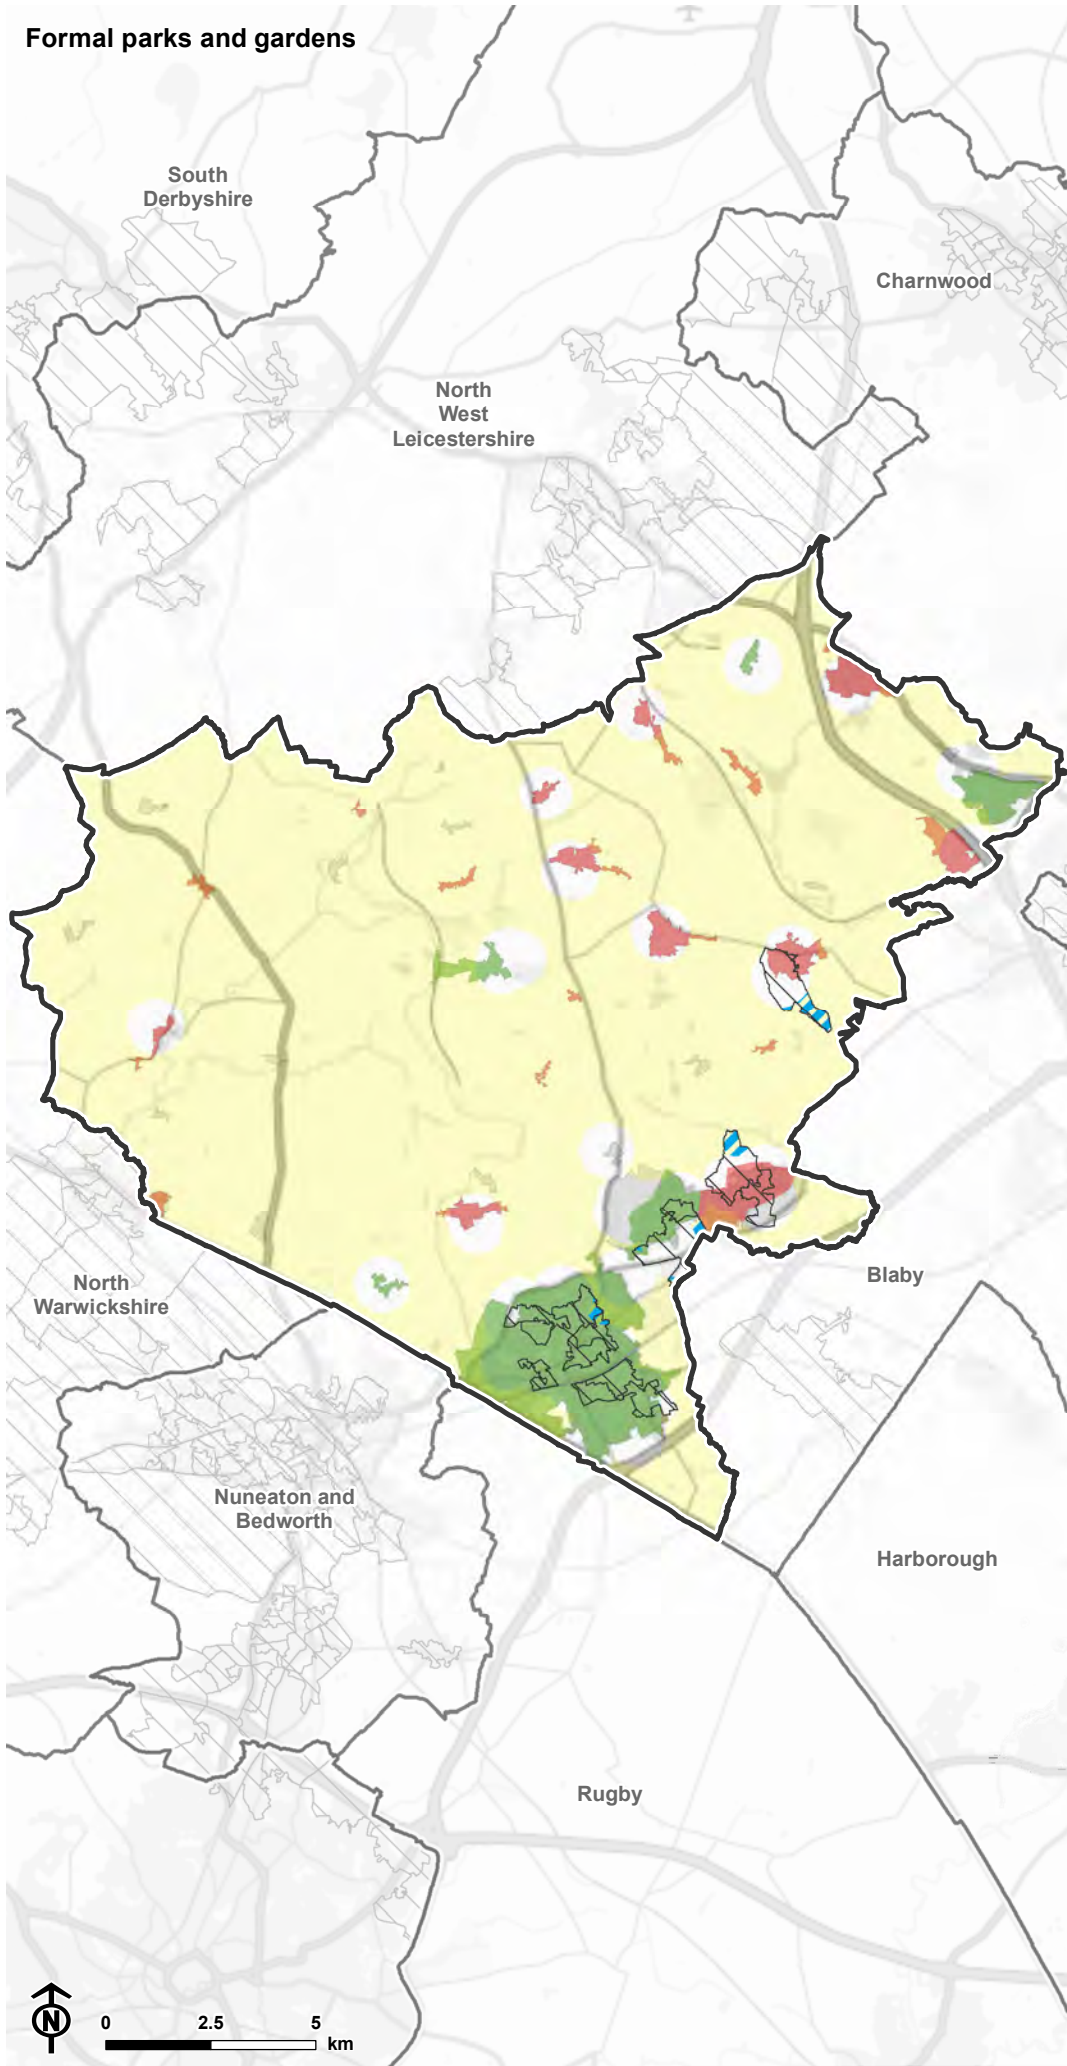 Formal parks and gardens
South
Derbyshire
Charnwood
North
West
Leicestershire
North
Warwickshire
Blaby
Nuneaton and
Bedworth
Harborough
Rugby
N
0 2.5 5
km